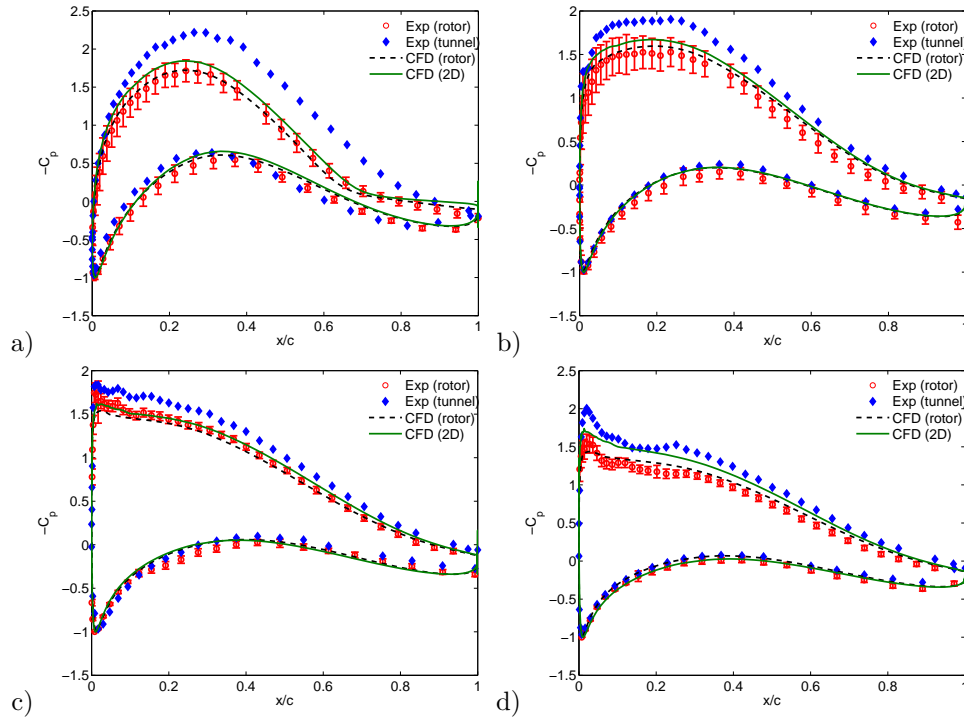 2.5
2
1.5
1
0.5
0
−0.5
−1
−1.5
−C_p
0 0.2 0.4 0.6 0.8 1
x/c
Exp (rotor)
Exp (tunnel)
CFD (rotor)
CFD (2D)
a)
2
1.5
1
0.5
0
−0.5
−1
−1.5
−C_p
0 0.2 0.4 0.6 0.8 1
x/c
Exp (rotor)
Exp (tunnel)
CFD (rotor)
CFD (2D)
b)
2
1.5
1
0.5
0
−0.5
−1
−1.5
−C_p
0 0.2 0.4 0.6 0.8 1
x/c
Exp (rotor)
Exp (tunnel)
CFD (rotor)
CFD (2D)
c)
2.5
2
1.5
1
0.5
0
−0.5
−1
−1.5
−C_p
0 0.2 0.4 0.6 0.8 1
x/c
Exp (rotor)
Exp (tunnel)
CFD (rotor)
CFD (2D)
d)